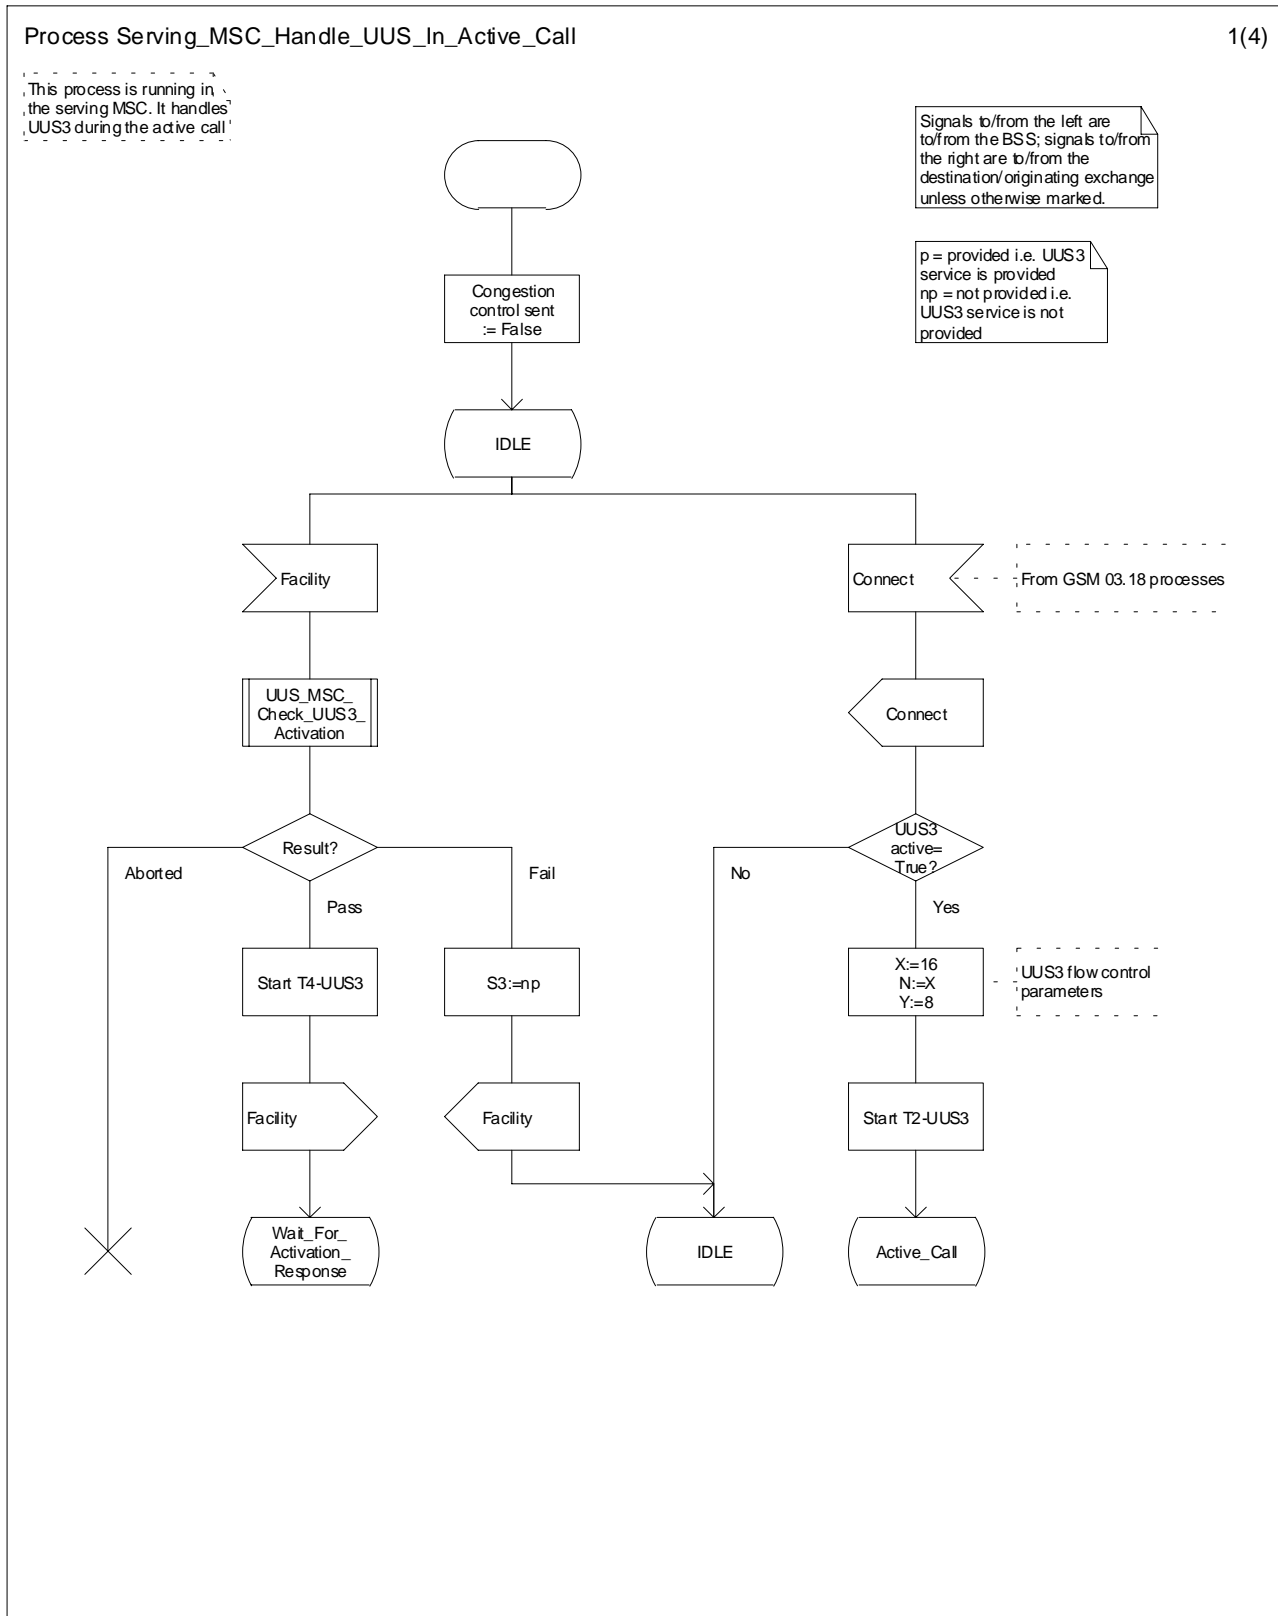 Process Serving_MSC_Handle_UUS_In_Active_Call
1(4)
This process is running in
the serving MSC. It handles
UUS3 during the active call
Signals to/from the left are
to/from the BSS; signals to/from
the right are to/from the
destination/originating exchange
unless otherwise marked.
p = provided i.e. UUS3
service is provided
np = not provided i.e.
UUS3 service is not
provided
Congestion
control sent
:= False
IDLE
Facility
Connect
From GSM 03.18 processes
UUS_MSC_
Check_UUS3_
Activation
Connect
Result?
UUS3
active=
True?
Aborted
Fail
No
Pass
Yes
Start T4-UUS3
S3:=np
X:=16
N:=X
Y:=8
UUS3 flow control
parameters
Facility
Facility
Start T2-UUS3
Wait_For_
Activation_
Response
IDLE
Active_Call